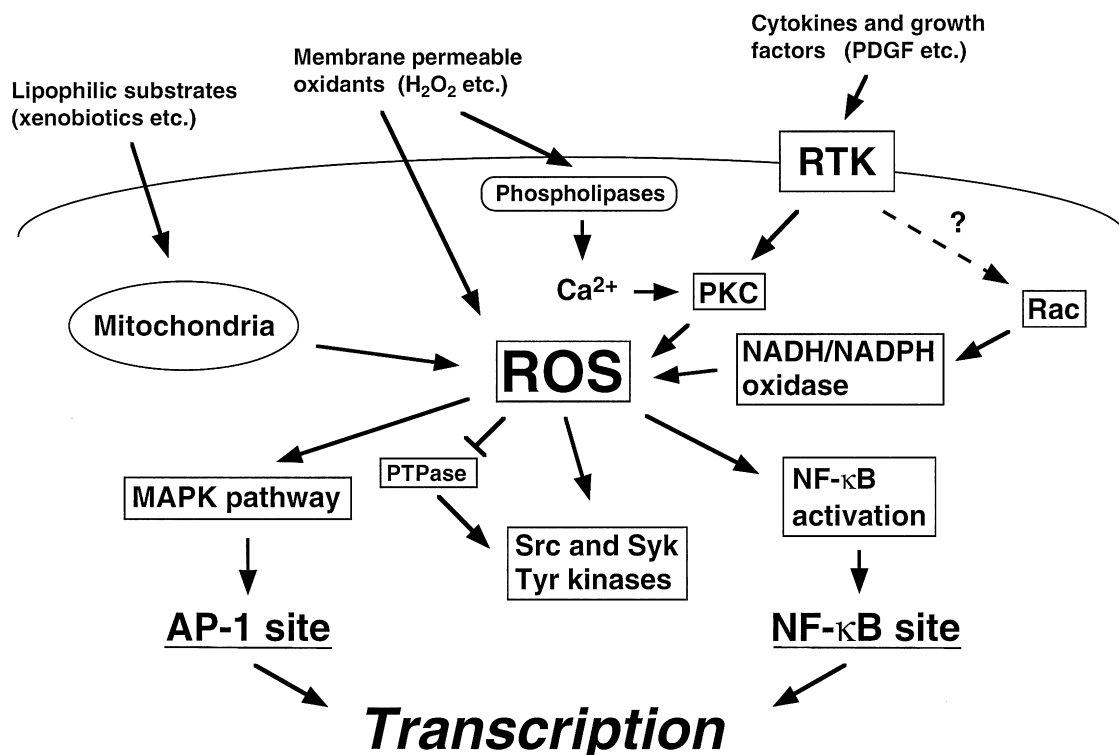 Cytokines and growth
factors (PDGF etc.)
Membrane permeable
oxidants (H₂O₂ etc.)
Lipophilic substrates
(xenobiotics etc.)
RTK
Phospholipases
?
Ca²⁺
PKC
Rac
Mitochondria
ROS
NADH/NADPH
oxidase
PTPase
MAPK pathway
NF-κB
activation
Src and Syk
Tyr kinases
AP-1 site
NF-κB site
Transcription